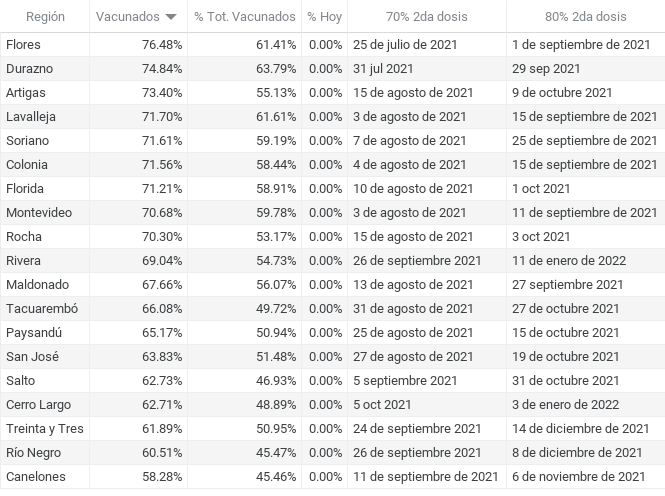 Región Vacunados % Tot. Vacunados % Hoy 70% 2da dosis 80% 2da dosis
Flores 76.48% 61.41% 0.00% 25 de julio de 2021 1 de septiembre de 2021
Durazno 74.84% 63.79% 0.00% 31 jul 2021 29 sep 2021
Artigas 73.40% 55.13% 0.00% 15 de agosto de 2021 9 de octubre de 2021
Lavalleja 71.70% 61.61% 0.00% 3 de agosto de 2021 15 de septiembre de 2021
Soriano 71.61% 59.19% 0.00% 7 de agosto de 2021 25 de septiembre de 2021
Colonia 71.56% 58.44% 0.00% 4 de agosto de 2021 15 de septiembre de 2021
Florida 71.21% 58.91% 0.00% 10 de agosto de 2021 1 oct 2021
Montevideo 70.68% 59.78% 0.00% 3 de agosto de 2021 11 de septiembre de 2021
Rocha 70.30% 53.17% 0.00% 15 de agosto de 2021 3 oct 2021
Rivera 69.04% 54.73% 0.00% 26 de septiembre 2021 11 de enero de 2022
Maldonado 67.66% 56.07% 0.00% 13 de agosto de 2021 27 septiembre 2021
Tacuarembó 66.08% 49.72% 0.00% 31 de agosto de 2021 27 de octubre de 2021
Paysandú 65.17% 50.94% 0.00% 25 de agosto de 2021 15 de octubre de 2021
San José 63.83% 51.48% 0.00% 27 de agosto de 2021 19 de octubre de 2021
Salto 62.73% 46.93% 0.00% 5 septiembre 2021 31 de octubre de 2021
Cerro Largo 62.71% 48.89% 0.00% 5 oct 2021 3 de enero de 2022
Treinta y Tres 61.89% 50.95% 0.00% 24 de septiembre 2021 14 de diciembre de 2021
Río Negro 60.51% 45.47% 0.00% 26 de septiembre 2021 8 de diciembre de 2021
Canelones 58.28% 45.46% 0.00% 11 de septiembre de 2021 6 de noviembre de 2021